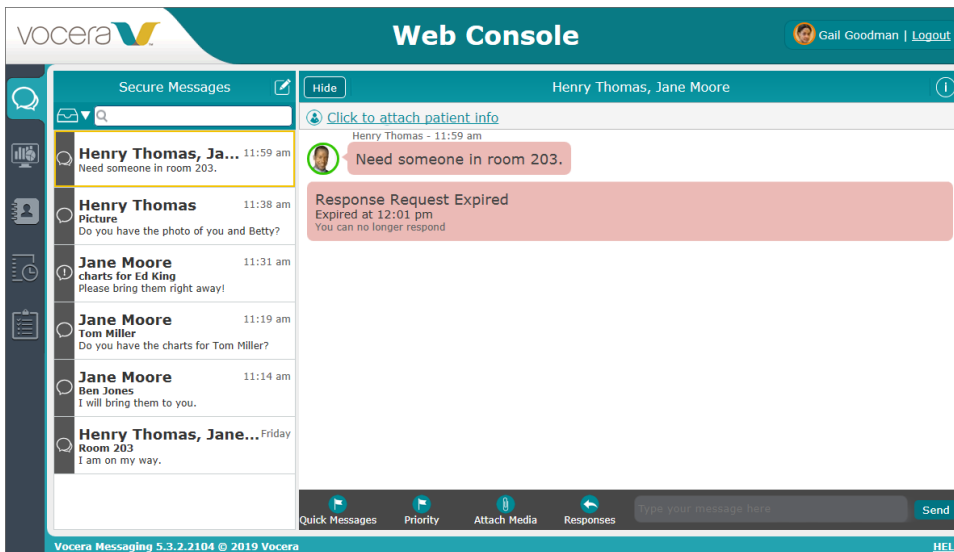 vocera
Web Console
Gail Goodman | Logout
Secure Messages
Hide
Henry Thomas, Jane Moore
Click to attach patient info
Henry Thomas, Ja... 11:59 am
Need someone in room 203.
Henry Thomas 11:38 am
Picture
Do you have the photo of you and Betty?
Jane Moore 11:31 am
charts for Ed King
Please bring them right away!
Jane Moore 11:19 am
Tom Miller
Do you have the charts for Tom Miller?
Jane Moore 11:14 am
Ben Jones
I will bring them to you.
Henry Thomas, Jane... Friday
Room 203
I am on my way.
Henry Thomas - 11:59 am
Need someone in room 203.
Response Request Expired
Expired at 12:01 pm
You can no longer respond
Quick Messages
Priority
Attach Media
Responses
Type your message here
Send
Vocera Messaging 5.3.2.2104 © 2019 Vocera
HEL